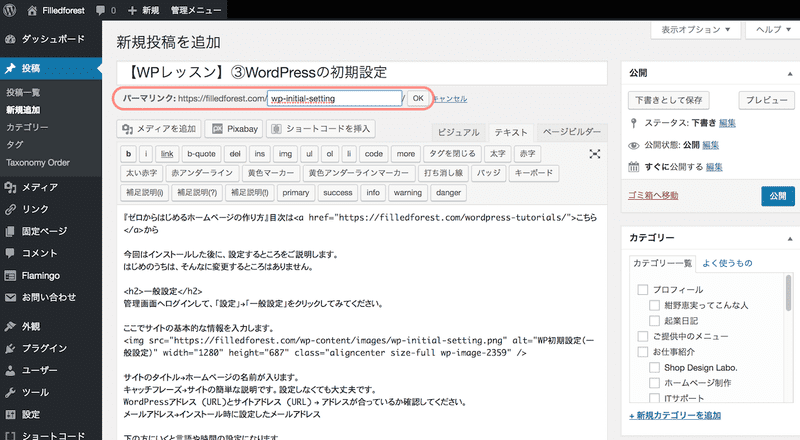 Filledforest 0 + 新規 管理メニュー
表示オプション ▼ ヘルプ ▼
ダッシュボード
投稿
投稿一覧
新規追加
カテゴリー
タグ
Taxonomy Order
メディア
リンク
固定ページ
コメント
Flamingo
お問い合わせ
外観
プラグイン
ユーザー
ツール
設定
ショートコード
新規投稿を追加
【WPレッスン】③WordPressの初期設定
パーマリンク: https://filledforest.com/wp-initial-setting/ OK キャンセル
メディアを追加 Pixabay ショートコードを挿入
ビジュアル テキスト ページビルダー
b i link b-quote del ins img ul ol li code more タグを閉じる 太字 赤字
太い赤字 赤アンダーライン 黄色マーカー 黄色アンダーラインマーカー 打ち消し線 バッジ キーボード
補足説明(i) 補足説明(?) 補足説明(!) primary success info warning danger
『ゼロからはじめるホームページの作り方』目次は<a href="https://filledforest.com/wordpress-tutorials/">こちら
</a>から
今回はインストールした後に、設定するところをご説明します。
はじめのうちは、そんなに変更するところはありません。
<h2>一般設定</h2>
管理画面へログインして、「設定」→「一般設定」をクリックしてみてください。
ここでサイトの基本的な情報を入力します。
<img src="https://filledforest.com/wp-content/images/wp-initial-setting.png" alt="WP初期設定(一
般設定)" width="1280" height="687" class="aligncenter size-full wp-image-2359" />
サイトのタイトル→ホームページの名前が入ります。
キャッチフレーズ→サイトの簡単な説明です。設定しなくても大丈夫です。
WordPressアドレス (URL)とサイトアドレス (URL) → アドレスが合っているか確認してください。
メールアドレス→インストール時に設定したメールアドレス
下の方にいくと言語や時間の設定になります。
公開
下書きとして保存 プレビュー
ステータス: 下書き 編集
公開状態: 公開 編集
すぐに公開する 編集
ゴミ箱へ移動 公開
カテゴリー
カテゴリー一覧 よく使うもの
プロフィール
紺野恵実ってこんな人
起業日記
ご提供中のメニュー
お仕事紹介
Shop Design Labo.
ホームページ制作
ITサポート
+ 新規カテゴリーを追加